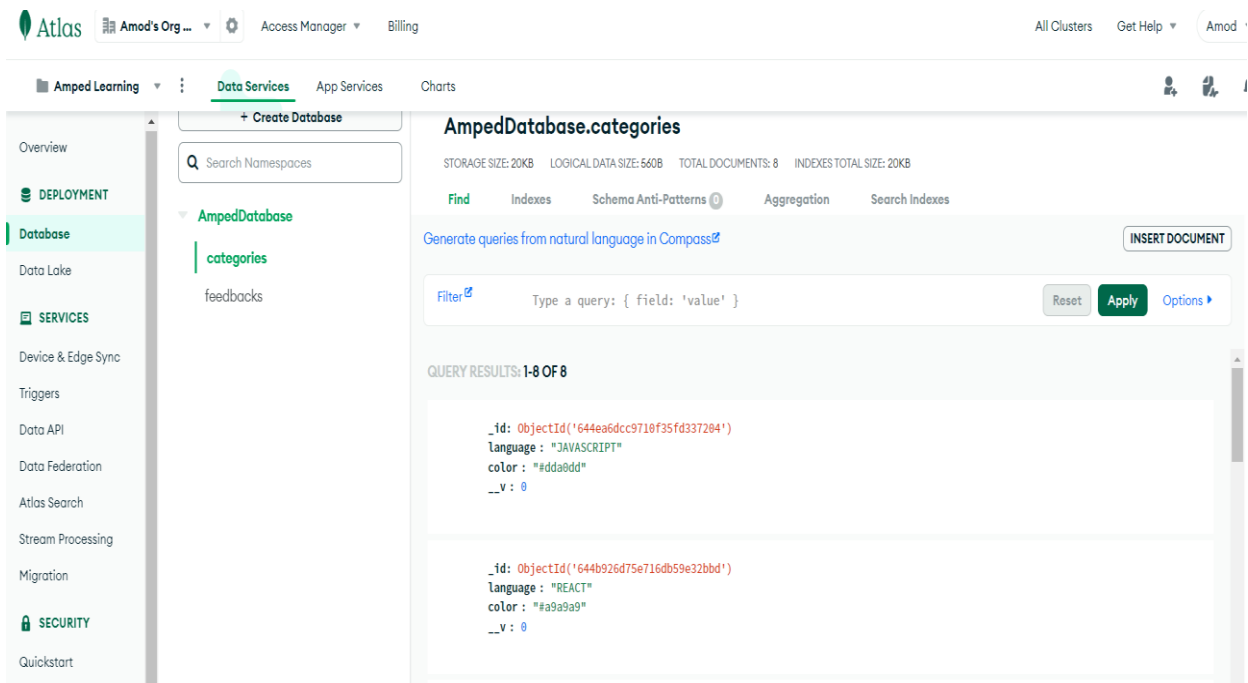 Atlas
Amod's Org ...
Access Manager
Billing
All Clusters
Get Help
Amod
Amped Learning
Data Services
App Services
Charts
Overview
DEPLOYMENT
Database
Data Lake
SERVICES
Device & Edge Sync
Triggers
Data API
Data Federation
Atlas Search
Stream Processing
Migration
SECURITY
Quickstart
+ Create Database
Search Namespaces
AmpedDatabase
categories
feedbacks
AmpedDatabase.categories
STORAGE SIZE: 20KB LOGICAL DATA SIZE: 560B TOTAL DOCUMENTS: 8 INDEXES TOTAL SIZE: 20KB
Find Indexes Schema Anti-Patterns 0 Aggregation Search Indexes
Generate queries from natural language in Compass
INSERT DOCUMENT
Filter
Type a query: { field: 'value' }
Reset
Apply
Options
QUERY RESULTS: 1-8 OF 8
_id: ObjectId('644ea6dcc9710f35fd337204')
language : "JAVASCRIPT"
color : "#dda0dd"
__v : 0
_id: ObjectId('644b926d75e716db59e32bbd')
language : "REACT"
color : "#a9a9a9"
__v : 0